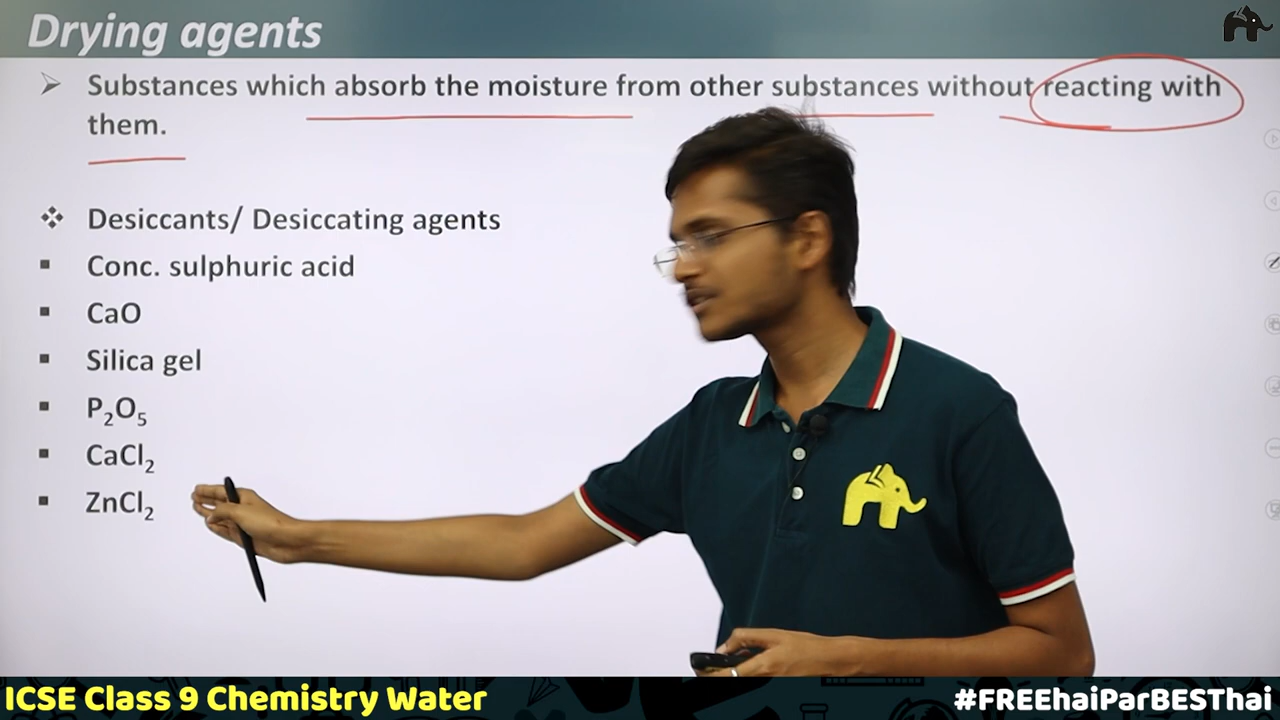 Drying agents
➢ Substances which absorb the moisture from other substances without reacting with
them.
❖ Desiccants/ Desiccating agents
▪ Conc. sulphuric acid
▪ CaO
▪ Silica gel
▪ P₂O₅
▪ CaCl₂
▪ ZnCl₂
ICSE Class 9 Chemistry Water #FREEhaiParBESThai